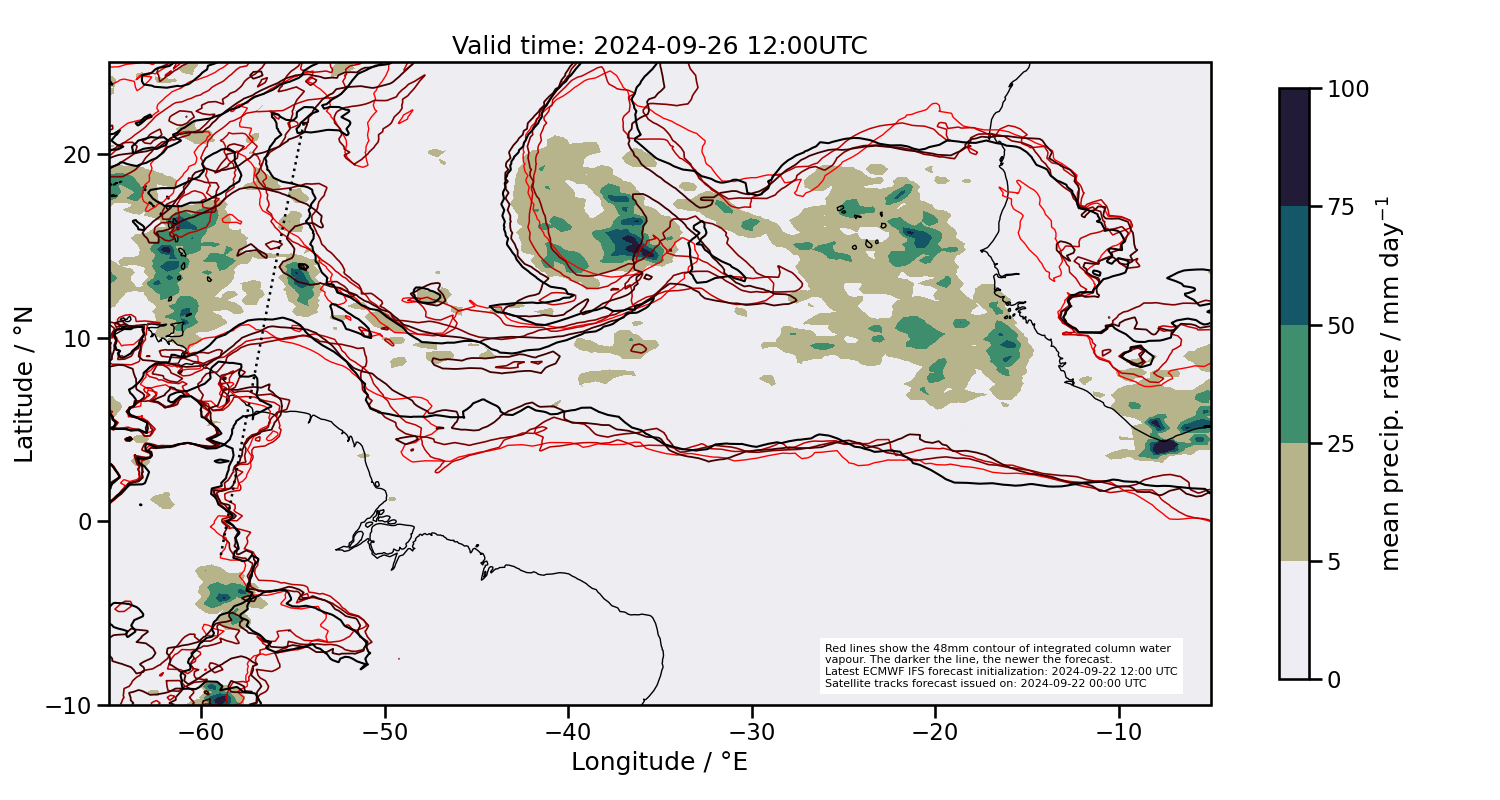 Valid time: 2024-09-26 12:00UTC
Latitude / °N
20
10
0
−10
−60
−50
−40
−30
−20
−10
Longitude / °E
Red lines show the 48mm contour of integrated column water
vapour. The darker the line, the newer the forecast.
Latest ECMWF IFS forecast initialization: 2024-09-22 12:00 UTC
Satellite tracks forecast issued on: 2024-09-22 00:00 UTC
100
75
50
25
5
0
mean precip. rate / mm day⁻¹